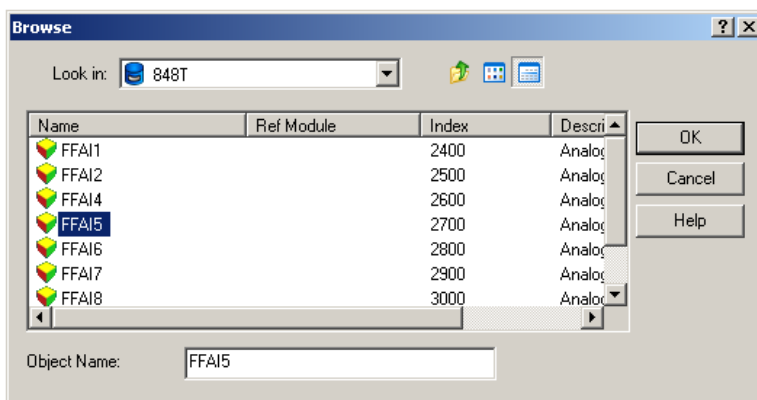 Browse
Look in: 848T
Name Ref Module Index Descri
FFAI1 2400 Analog
FFAI2 2500 Analog
FFAI4 2600 Analog
FFAI5 2700 Analog
FFAI6 2800 Analog
FFAI7 2900 Analog
FFAI8 3000 Analog
OK
Cancel
Help
Object Name: FFAI5